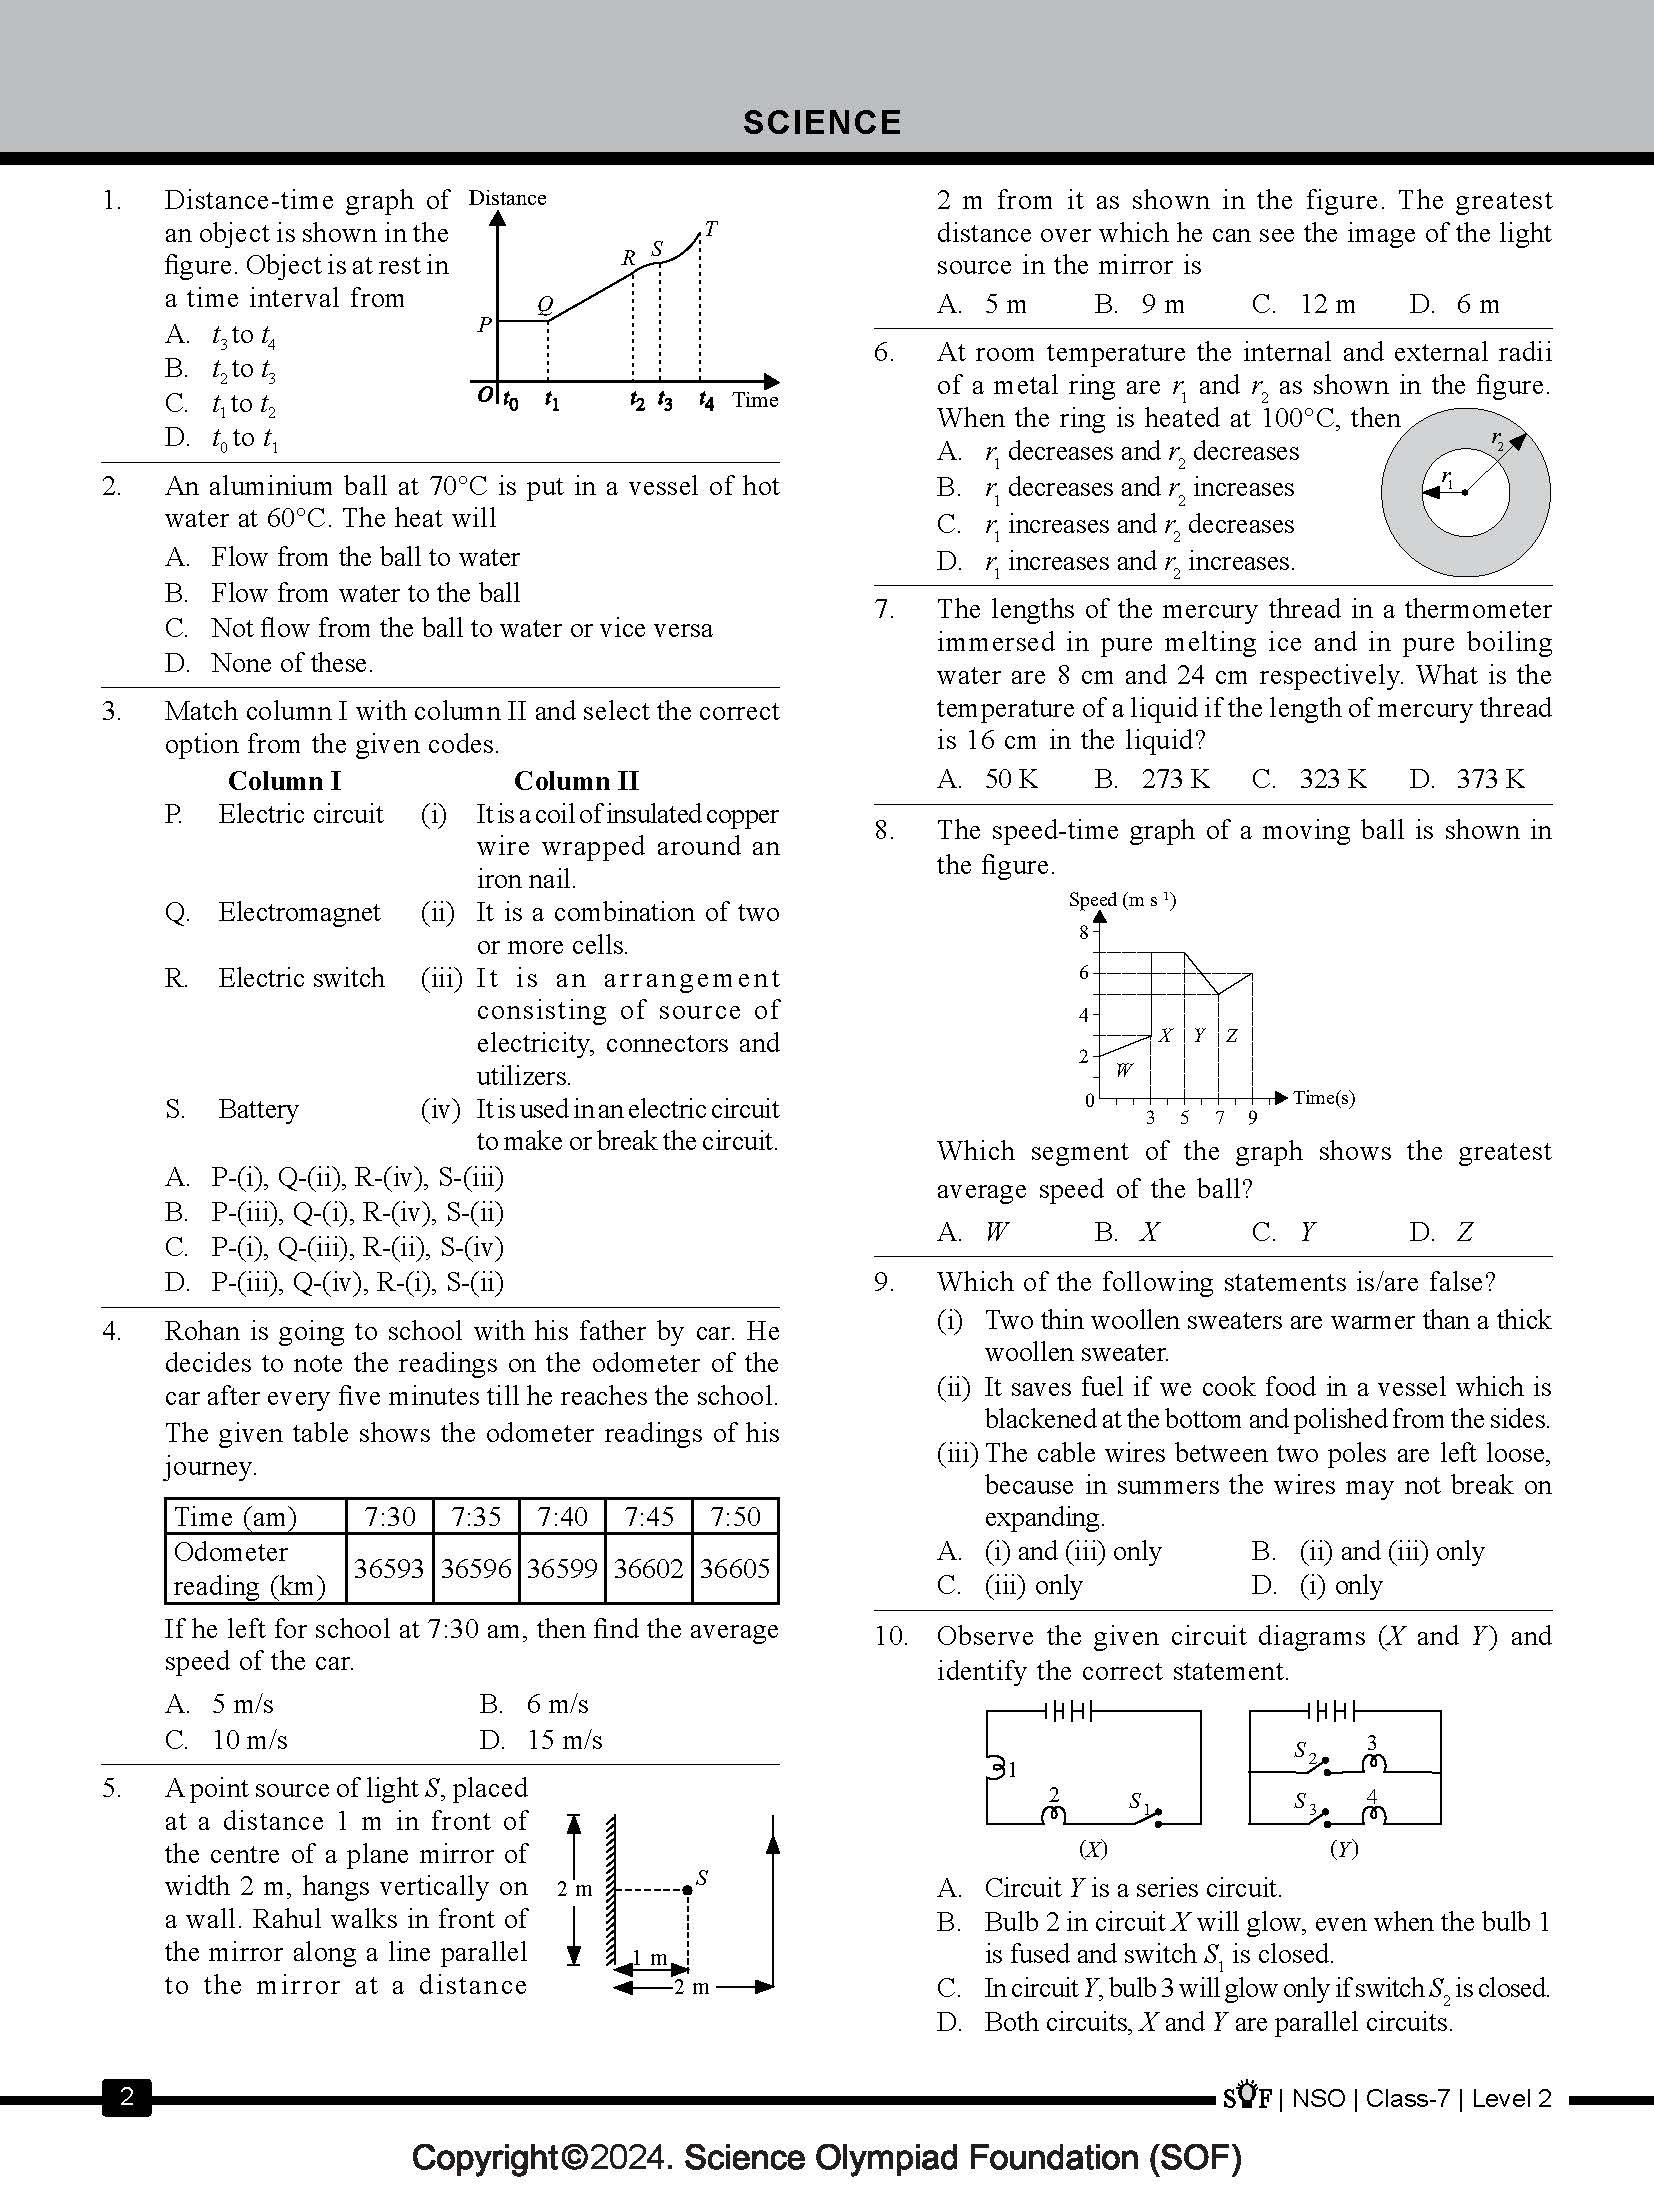 SCIENCE
1. Distance-time graph of
an object is shown in the
figure. Object is at rest in
a time interval from
A. t3 to t4
B. t2 to t3
C. t1 to t2
D. t0 to t1
Distance
P
Q
R
S
T
O t0 t1 t2 t3 t4 Time
2. An aluminium ball at 70°C is put in a vessel of hot
water at 60°C. The heat will
A. Flow from the ball to water
B. Flow from water to the ball
C. Not flow from the ball to water or vice versa
D. None of these.
3. Match column I with column II and select the correct
option from the given codes.
Column I Column II
P. Electric circuit (i) It is a coil of insulated copper
wire wrapped around an
iron nail.
Q. Electromagnet (ii) It is a combination of two
or more cells.
R. Electric switch (iii) It is an arrangement
consisting of source of
electricity, connectors and
utilizers.
S. Battery (iv) It is used in an electric circuit
to make or break the circuit.
A. P-(i), Q-(ii), R-(iv), S-(iii)
B. P-(iii), Q-(i), R-(iv), S-(ii)
C. P-(i), Q-(iii), R-(ii), S-(iv)
D. P-(iii), Q-(iv), R-(i), S-(ii)
4. Rohan is going to school with his father by car. He
decides to note the readings on the odometer of the
car after every five minutes till he reaches the school.
The given table shows the odometer readings of his
journey.
Time (am) 7:30 7:35 7:40 7:45 7:50
Odometer
reading (km) 36593 36596 36599 36602 36605
If he left for school at 7:30 am, then find the average
speed of the car.
A. 5 m/s B. 6 m/s
C. 10 m/s D. 15 m/s
5. A point source of light S, placed
at a distance 1 m in front of
the centre of a plane mirror of
width 2 m, hangs vertically on
a wall. Rahul walks in front of
the mirror along a line parallel
to the mirror at a distance
2 m
S
1 m
2 m
2 m from it as shown in the figure. The greatest
distance over which he can see the image of the light
source in the mirror is
A. 5 m B. 9 m C. 12 m D. 6 m
6. At room temperature the internal and external radii
of a metal ring are r1 and r2 as shown in the figure.
When the ring is heated at 100°C, then
A. r1 decreases and r2 decreases
B. r1 decreases and r2 increases
C. r1 increases and r2 decreases
D. r1 increases and r2 increases.
r2
r1
7. The lengths of the mercury thread in a thermometer
immersed in pure melting ice and in pure boiling
water are 8 cm and 24 cm respectively. What is the
temperature of a liquid if the length of mercury thread
is 16 cm in the liquid?
A. 50 K B. 273 K C. 323 K D. 373 K
8. The speed-time graph of a moving ball is shown in
the figure.
Speed (m s 1)
8
6
4
2
0
X Y Z
W
3 5 7 9
Time(s)
Which segment of the graph shows the greatest
average speed of the ball?
A. W B. X C. Y D. Z
9. Which of the following statements is/are false?
(i) Two thin woollen sweaters are warmer than a thick
woollen sweater.
(ii) It saves fuel if we cook food in a vessel which is
blackened at the bottom and polished from the sides.
(iii) The cable wires between two poles are left loose,
because in summers the wires may not break on
expanding.
A. (i) and (iii) only B. (ii) and (iii) only
C. (iii) only D. (i) only
10. Observe the given circuit diagrams (X and Y) and
identify the correct statement.
1
2
S1
(X)
S2 3
S3 4
(Y)
A. Circuit Y is a series circuit.
B. Bulb 2 in circuit X will glow, even when the bulb 1
is fused and switch S1 is closed.
C. In circuit Y, bulb 3 will glow only if switch S2 is closed.
D. Both circuits, X and Y are parallel circuits.
2
SOF | NSO | Class-7 | Level 2
Copyright©2024. Science Olympiad Foundation (SOF)